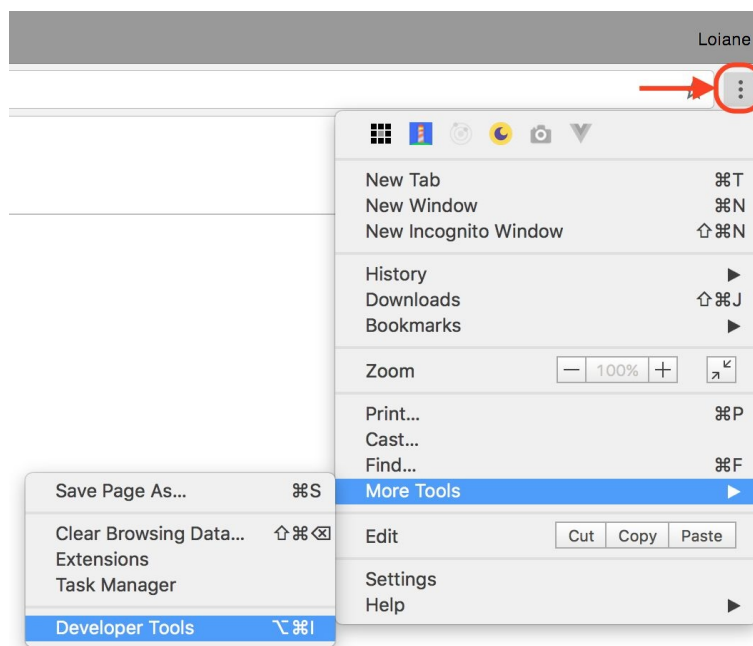 Loiane
New Tab ⌘T
New Window ⌘N
New Incognito Window ⇧⌘N
History ▶
Downloads ⇧⌘J
Bookmarks ▶
Zoom — 100% +
Print... ⌘P
Cast...
Find... ⌘F
More Tools ▶
Edit Cut Copy Paste
Settings
Help ▶
Save Page As... ⌘S
Clear Browsing Data... ⇧⌘⌫
Extensions
Task Manager
Developer Tools ⌥⌘I